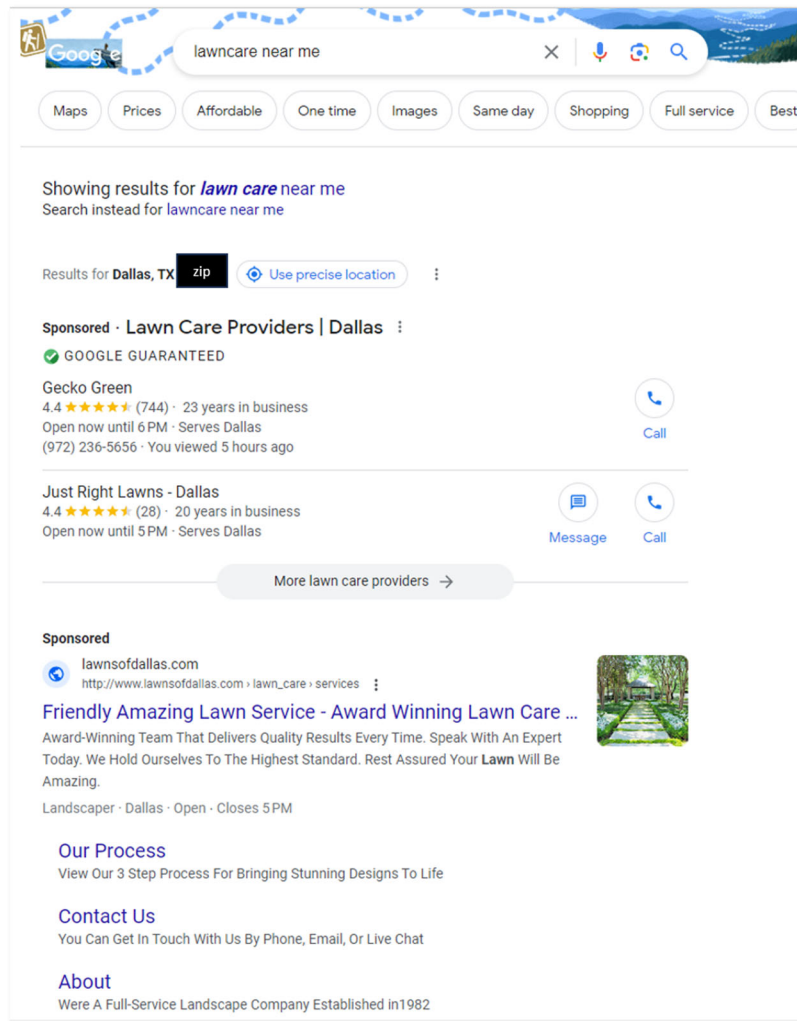 Google
lawncare near me
Maps Prices Affordable One time Images Same day Shopping Full service Best
Showing results for lawn care near me
Search instead for lawncare near me
Results for Dallas, TX zip Use precise location
Sponsored · Lawn Care Providers | Dallas
GOOGLE GUARANTEED
Gecko Green
4.4 (744) · 23 years in business
Open now until 6 PM · Serves Dallas
(972) 236-5656 · You viewed 5 hours ago
Call
Just Right Lawns - Dallas
4.4 (28) · 20 years in business
Open now until 5 PM · Serves Dallas
Message Call
More lawn care providers →
Sponsored
lawnsofdallas.com
http://www.lawnsofdallas.com › lawn_care › services
Friendly Amazing Lawn Service - Award Winning Lawn Care ...
Award-Winning Team That Delivers Quality Results Every Time. Speak With An Expert
Today. We Hold Ourselves To The Highest Standard. Rest Assured Your Lawn Will Be
Amazing.
Landscaper · Dallas · Open · Closes 5 PM
Our Process
View Our 3 Step Process For Bringing Stunning Designs To Life
Contact Us
You Can Get In Touch With Us By Phone, Email, Or Live Chat
About
Were A Full-Service Landscape Company Established in1982